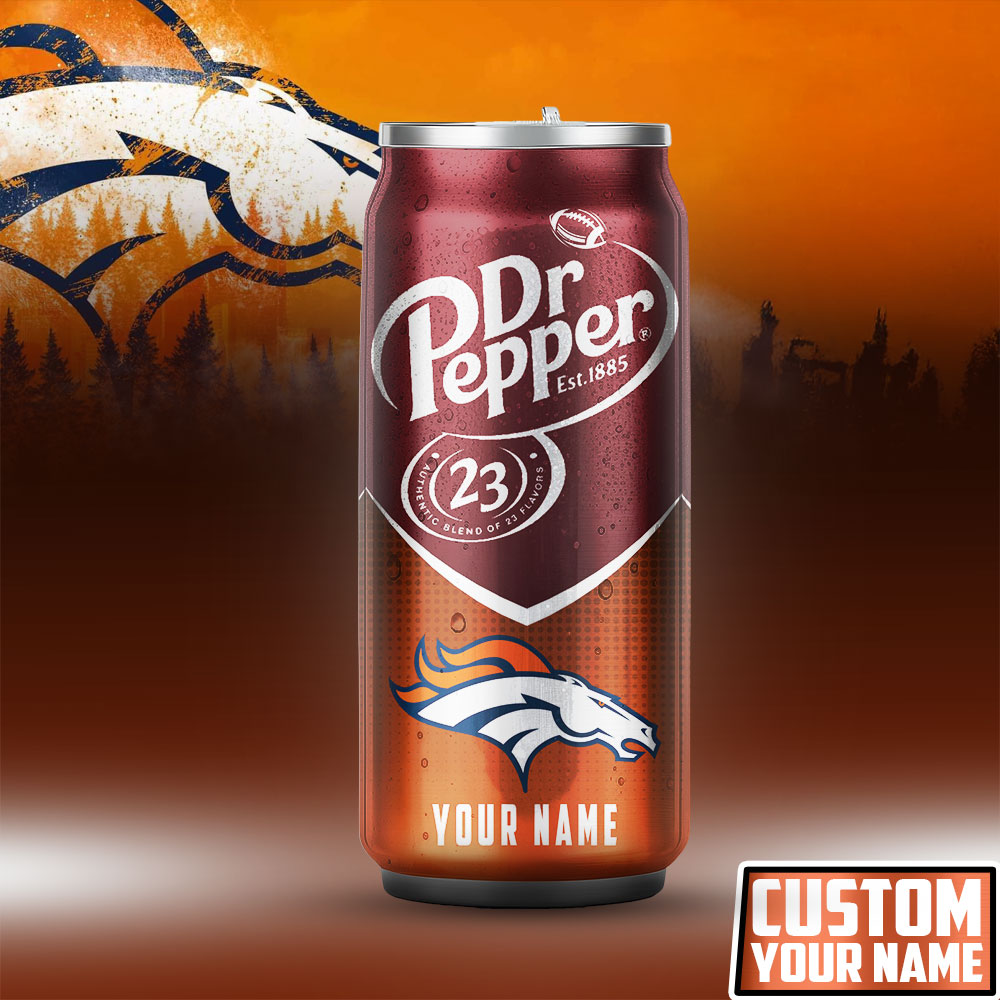 Dr
Pepper®
Est.1885
23
AUTHENTIC BLEND OF 23 FLAVORS
YOUR NAME
CUSTOM
YOUR NAME